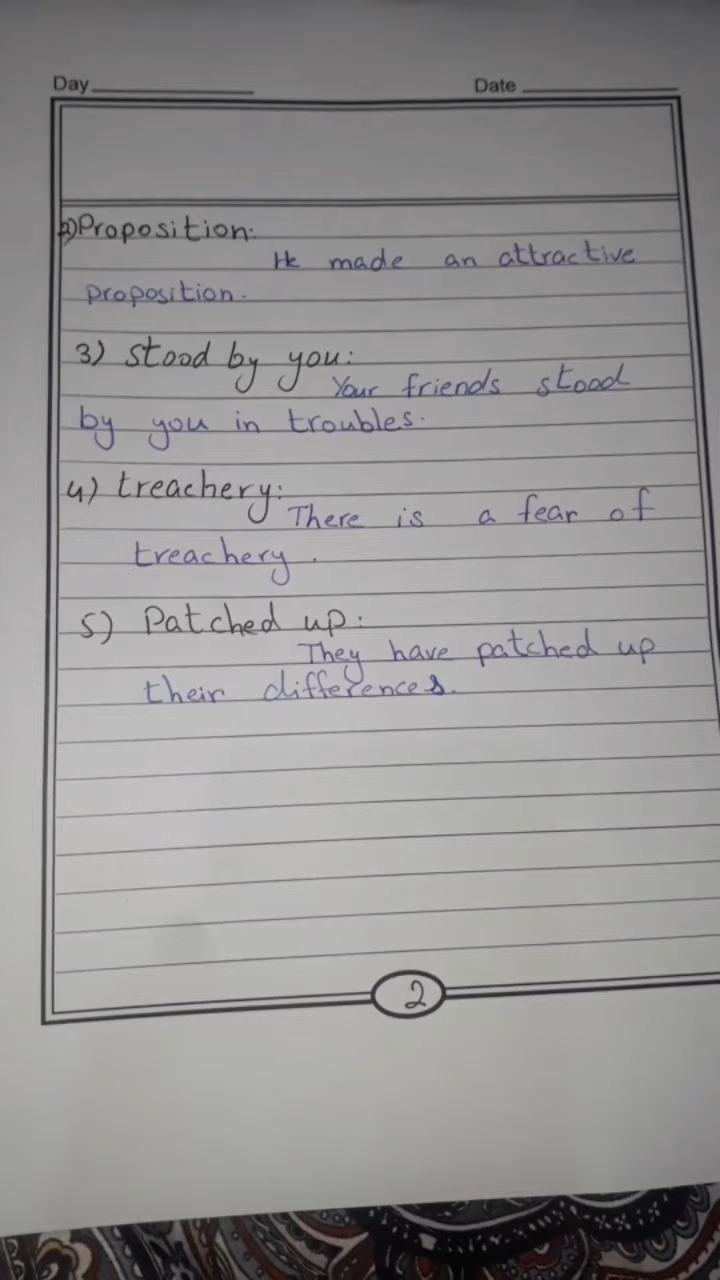 Day Date
2) Proposition:
He made an attractive
proposition.
3) stood by you:
Your friends stood
by you in troubles.
4) treachery:
There is a fear of
treachery.
5) Patched up:
They have patched up
their differences.
2